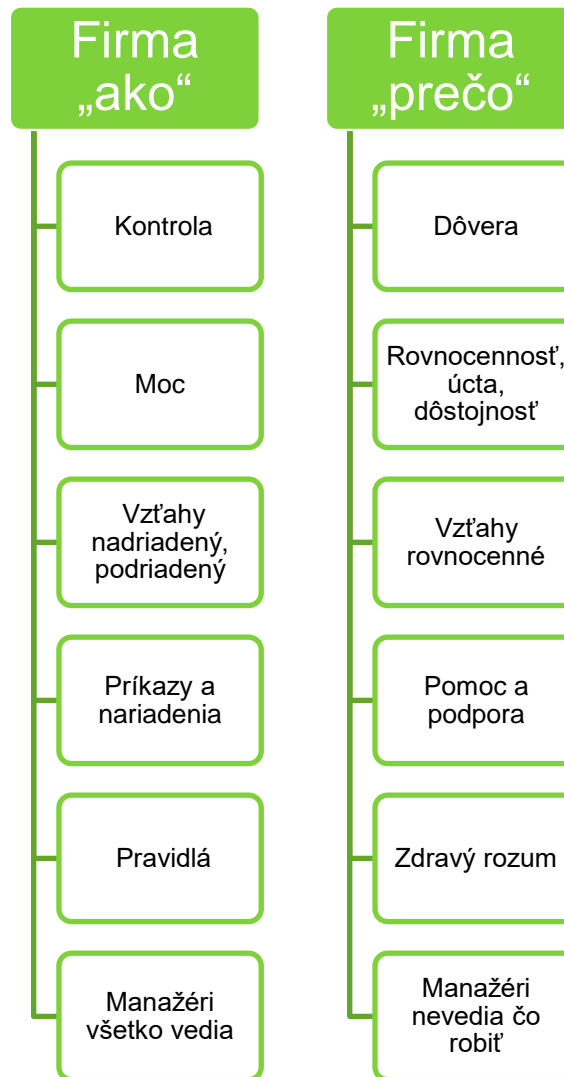 Firma
„ako“
Kontrola
Moc
Vzťahy
nadriadený,
podriadený
Príkazy a
nariadenia
Pravidlá
Manažéri
všetko vedia
Firma
„prečo“
Dôvera
Rovnocennosť,
úcta,
dôstojnosť
Vzťahy
rovnocenné
Pomoc a
podpora
Zdravý rozum
Manažéri
nevedia čo
robiť